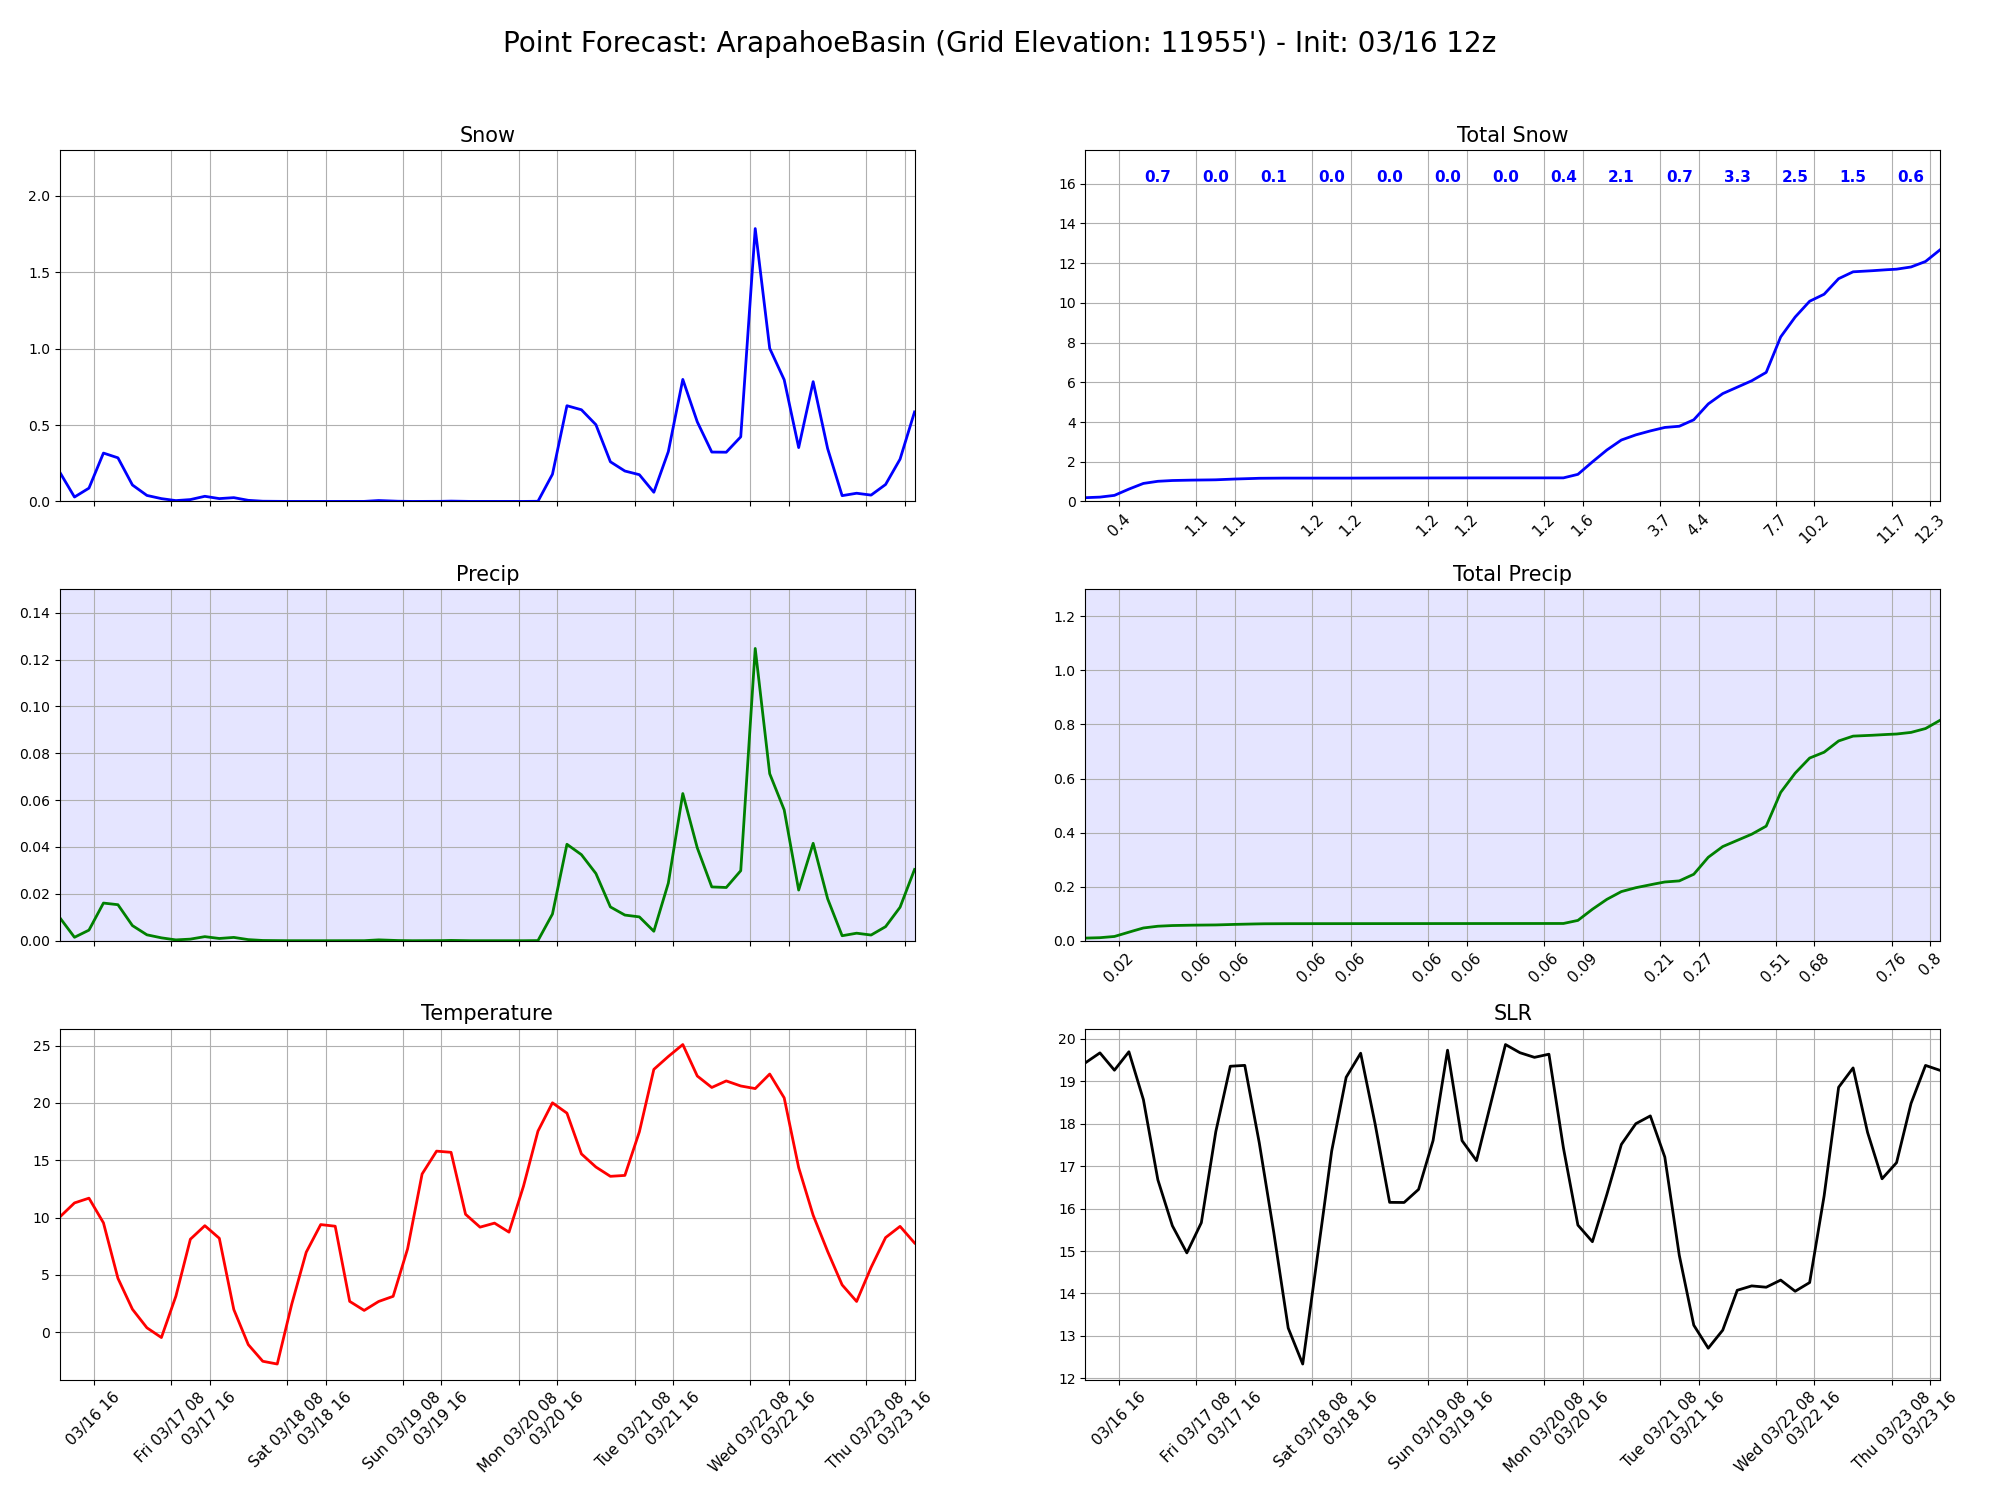 Point Forecast: ArapahoeBasin (Grid Elevation: 11955') - Init: 03/16 12z
Snow
2.0
1.5
1.0
0.5
0.0
Total Snow
0.7 0.0 0.1 0.0 0.0 0.0 0.0 0.4 2.1 0.7 3.3 2.5 1.5 0.6
16
14
12
10
8
6
4
2
0
0.4 1.1 1.1 1.2 1.2 1.2 1.2 1.2 1.6 3.7 4.4 7.7 10.2 11.7 12.3
Precip
0.14
0.12
0.10
0.08
0.06
0.04
0.02
0.00
Total Precip
1.2
1.0
0.8
0.6
0.4
0.2
0.0
0.02 0.06 0.06 0.06 0.06 0.06 0.06 0.06 0.09 0.21 0.27 0.51 0.68 0.76 0.8
Temperature
25
20
15
10
5
0
03/16 16
Fri 03/17 08
03/17 16
Sat 03/18 08
03/18 16
Sun 03/19 08
03/19 16
Mon 03/20 08
03/20 16
Tue 03/21 08
03/21 16
Wed 03/22 08
03/22 16
Thu 03/23 08
03/23 16
SLR
20
19
18
17
16
15
14
13
12
03/16 16
Fri 03/17 08
03/17 16
Sat 03/18 08
03/18 16
Sun 03/19 08
03/19 16
Mon 03/20 08
03/20 16
Tue 03/21 08
03/21 16
Wed 03/22 08
03/22 16
Thu 03/23 08
03/23 16